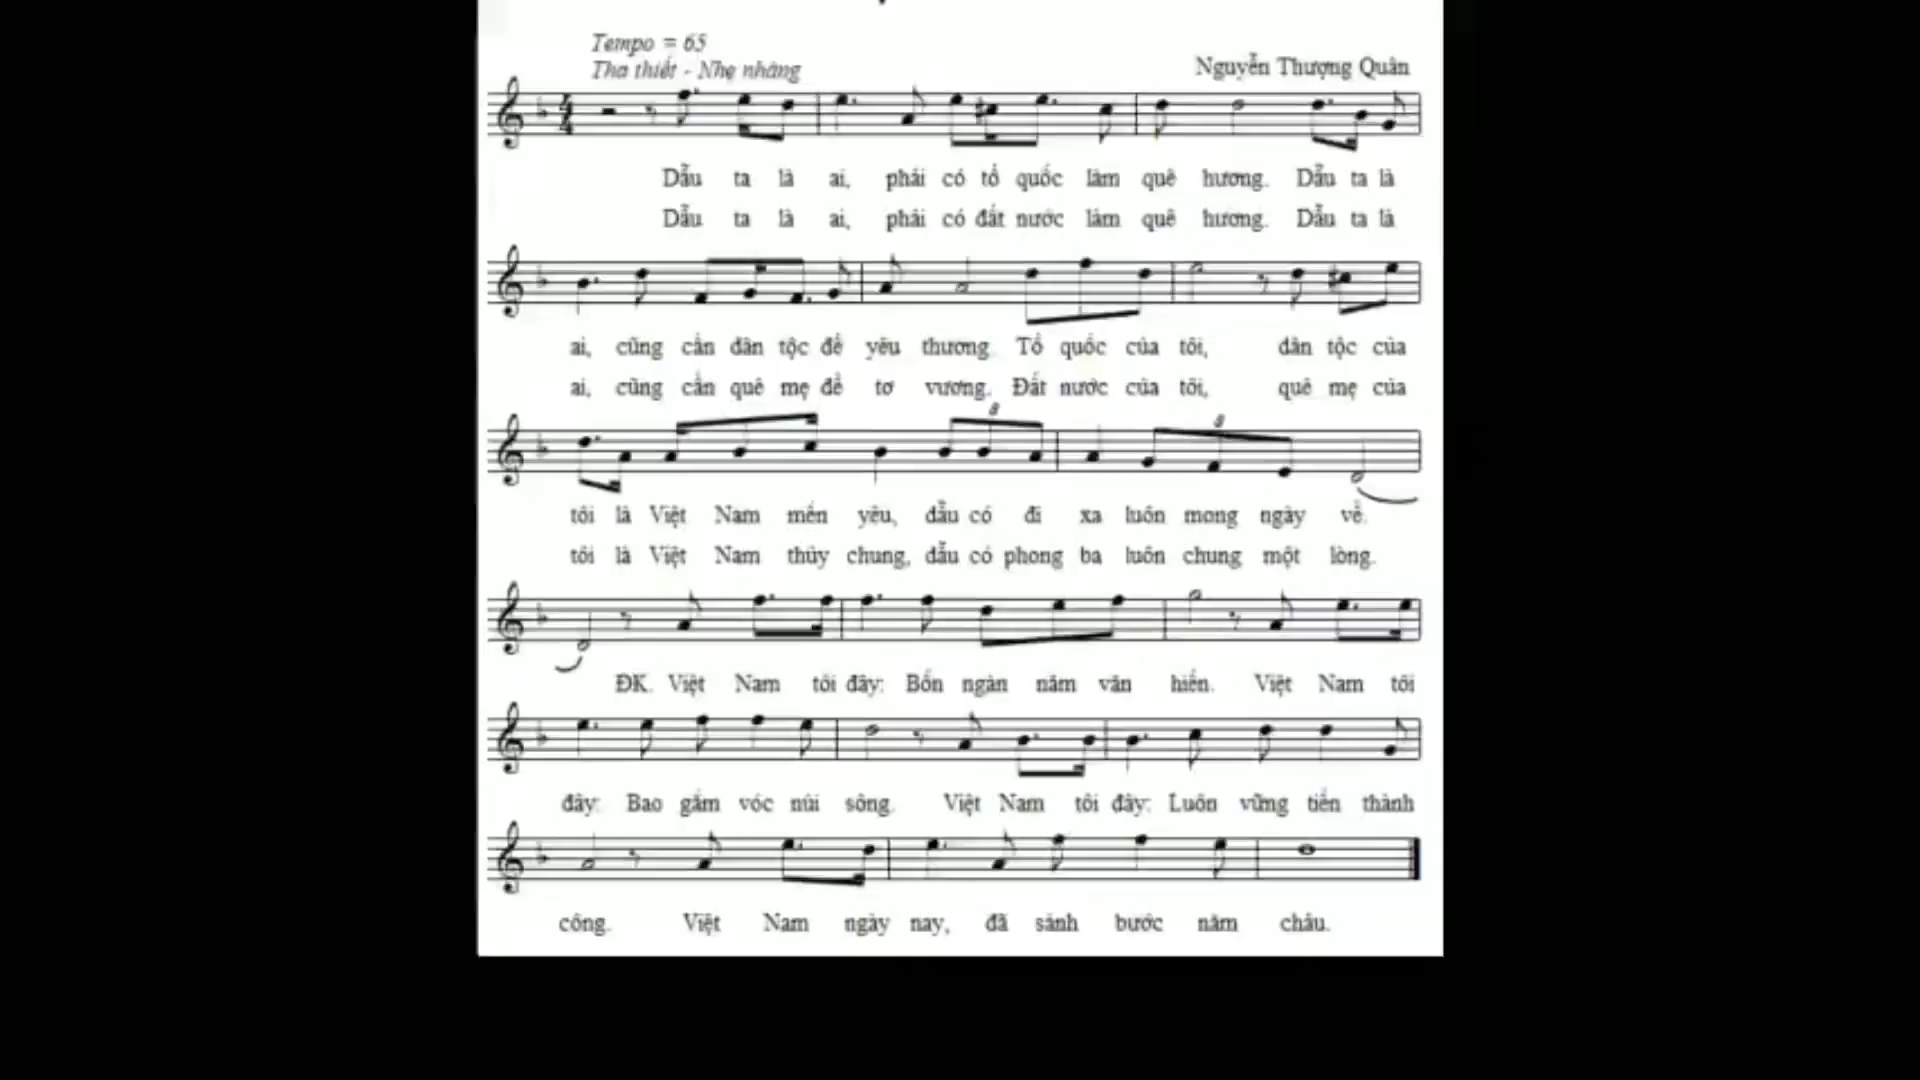 Tempo = 65
Tha thiết - Nhẹ nhàng
Nguyễn Thượng Quân
Dẫu ta là ai, phải có tổ quốc làm quê hương. Dẫu ta là
Dẫu ta là ai, phải có đất nước làm quê hương. Dẫu ta là
ai, cũng cần dân tộc để yêu thương. Tổ quốc của tôi, dân tộc của
ai, cũng cần quê mẹ để tơ vương. Đất nước của tôi, quê mẹ của
3 3
tôi là Việt Nam mến yêu, dẫu có đi xa luôn mong ngày về.
tôi là Việt Nam thủy chung, dẫu có phong ba luôn chung một lòng.
ĐK. Việt Nam tôi đây: Bốn ngàn năm văn hiến. Việt Nam tôi
đây: Bao gấm vóc núi sông. Việt Nam tôi đây: Luôn vững tiến thành
công. Việt Nam ngày nay, đã sánh bước năm châu.